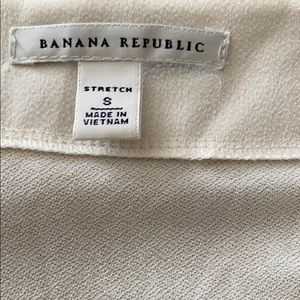 BANANA REPUBLIC
STRETCH
S
MADE IN
VIETNAM